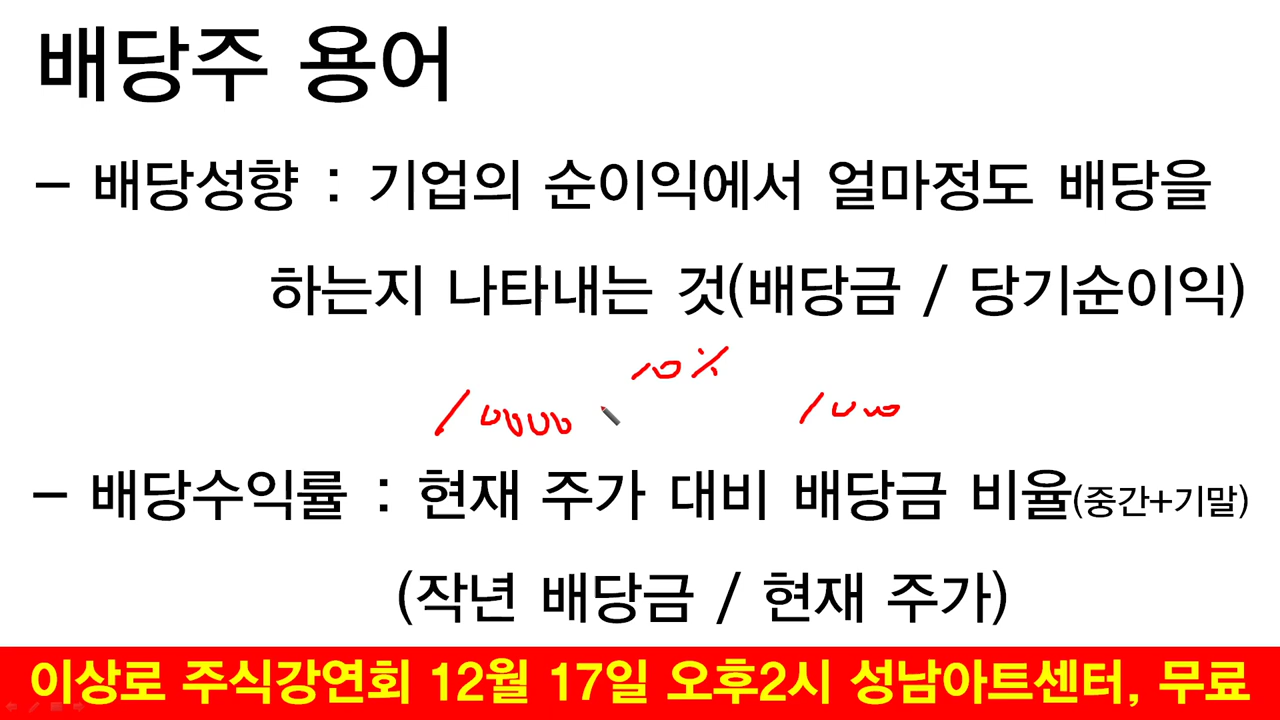 배당주 용어
– 배당성향 : 기업의 순이익에서 얼마정도 배당을
하는지 나타내는 것(배당금 / 당기순이익)
10%
10000 1000
– 배당수익률 : 현재 주가 대비 배당금 비율(중간+기말)
(작년 배당금 / 현재 주가)
이상로 주식강연회 12월 17일 오후2시 성남아트센터, 무료